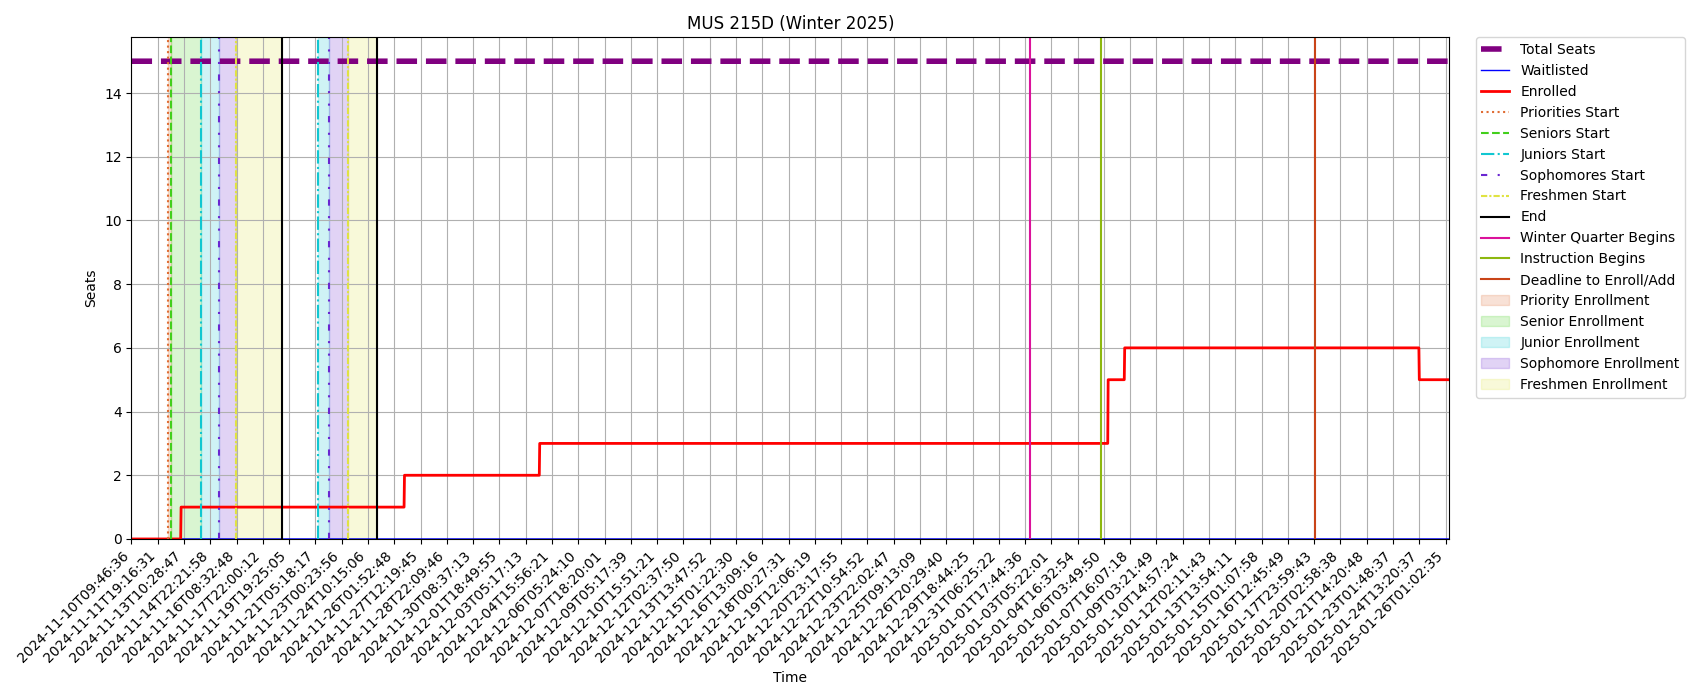 MUS 215D (Winter 2025)
Seats
14
12
10
8
6
4
2
0
2024-11-10T09:46:36
2024-11-11T19:16:31
2024-11-13T10:28:47
2024-11-14T22:21:58
2024-11-16T08:32:48
2024-11-17T22:00:12
2024-11-19T19:25:05
2024-11-21T05:18:17
2024-11-23T00:23:56
2024-11-24T10:15:06
2024-11-26T01:52:48
2024-11-27T12:19:45
2024-11-28T22:09:46
2024-11-30T08:37:13
2024-12-01T18:49:55
2024-12-03T05:17:13
2024-12-04T15:56:21
2024-12-06T05:24:10
2024-12-07T18:20:01
2024-12-09T05:17:39
2024-12-10T15:51:21
2024-12-12T02:37:50
2024-12-13T13:47:52
2024-12-15T01:22:30
2024-12-16T13:09:16
2024-12-18T00:27:31
2024-12-19T12:06:19
2024-12-20T23:17:55
2024-12-22T10:54:52
2024-12-23T22:02:47
2024-12-25T09:13:09
2024-12-26T20:29:40
2024-12-29T18:44:25
2024-12-31T06:25:22
2025-01-01T17:44:36
2025-01-03T05:22:01
2025-01-04T16:32:54
2025-01-06T03:49:50
2025-01-07T16:07:18
2025-01-09T03:21:49
2025-01-10T14:57:24
2025-01-12T02:11:43
2025-01-13T13:54:11
2025-01-15T01:07:58
2025-01-16T12:45:49
2025-01-17T23:59:43
2025-01-20T02:58:38
2025-01-21T14:20:48
2025-01-23T01:48:37
2025-01-24T13:20:37
2025-01-26T01:02:35
Time
Total Seats
Waitlisted
Enrolled
Priorities Start
Seniors Start
Juniors Start
Sophomores Start
Freshmen Start
End
Winter Quarter Begins
Instruction Begins
Deadline to Enroll/Add
Priority Enrollment
Senior Enrollment
Junior Enrollment
Sophomore Enrollment
Freshmen Enrollment